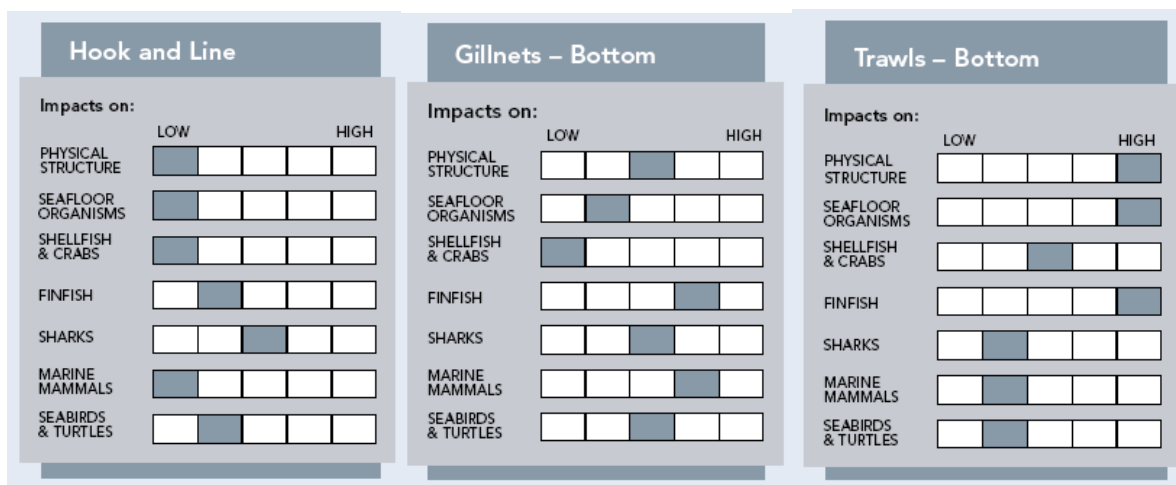 Hook and Line
Impacts on:
LOW HIGH
PHYSICAL
STRUCTURE
SEAFLOOR
ORGANISMS
SHELLFISH
& CRABS
FINFISH
SHARKS
MARINE
MAMMALS
SEABIRDS
& TURTLES
Gillnets – Bottom
Impacts on:
LOW HIGH
PHYSICAL
STRUCTURE
SEAFLOOR
ORGANISMS
SHELLFISH
& CRABS
FINFISH
SHARKS
MARINE
MAMMALS
SEABIRDS
& TURTLES
Trawls – Bottom
Impacts on:
LOW HIGH
PHYSICAL
STRUCTURE
SEAFLOOR
ORGANISMS
SHELLFISH
& CRABS
FINFISH
SHARKS
MARINE
MAMMALS
SEABIRDS
& TURTLES